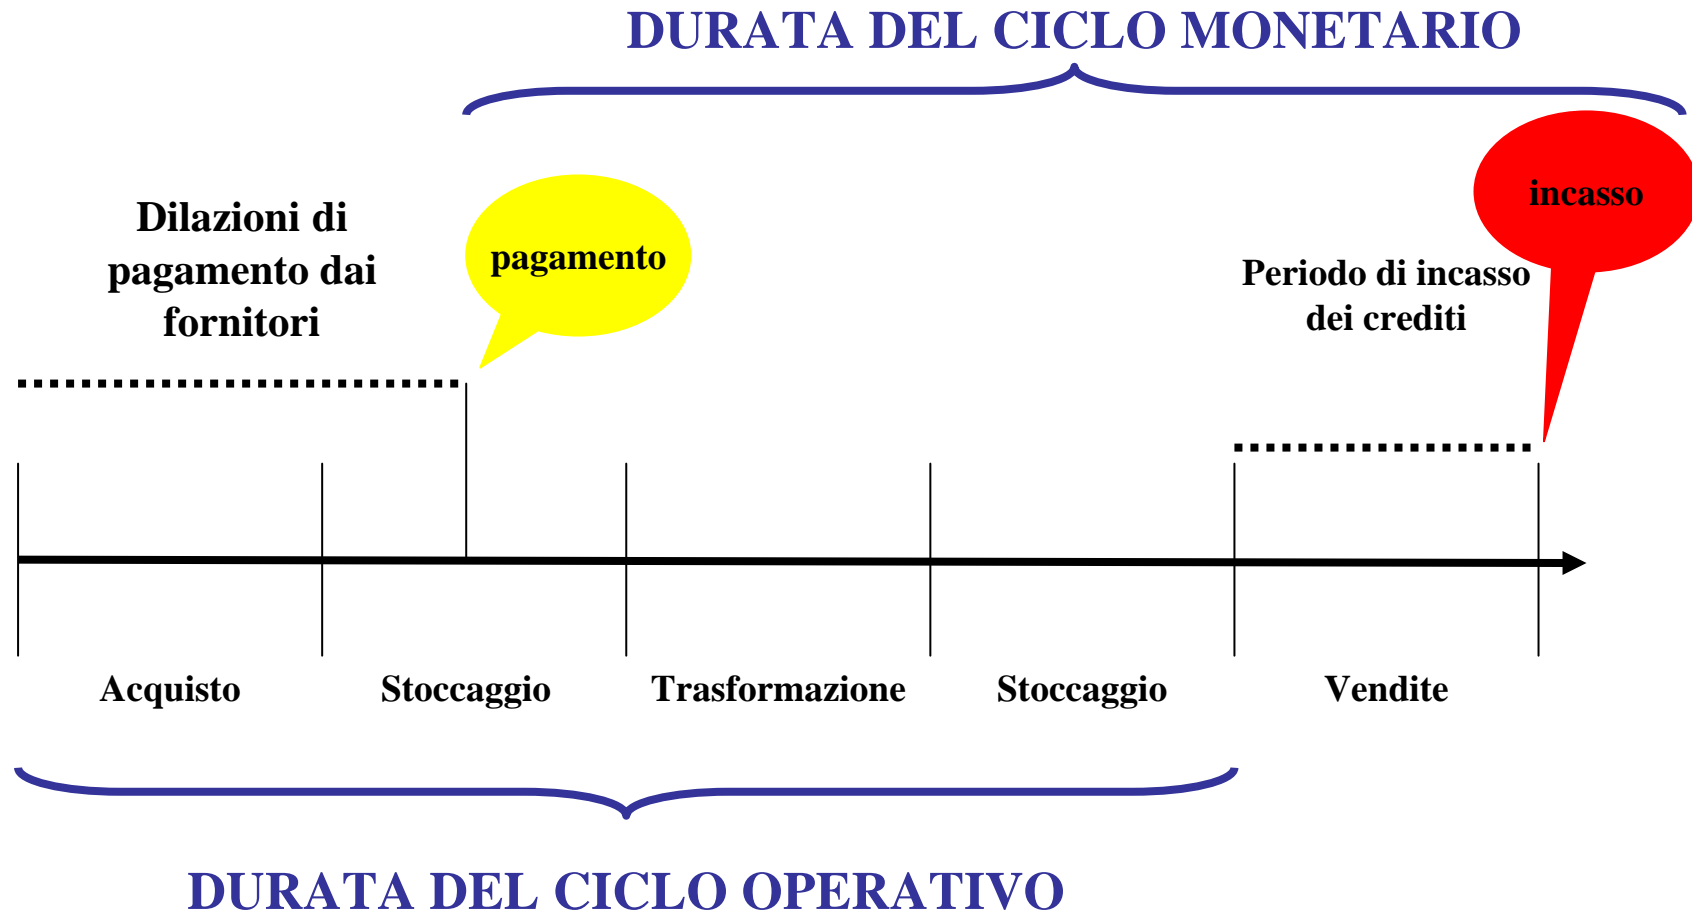 DURATA DEL CICLO MONETARIO
incasso
Dilazioni di
pagamento dai
fornitori
pagamento
Periodo di incasso
dei crediti
Acquisto
Stoccaggio
Trasformazione
Stoccaggio
Vendite
DURATA DEL CICLO OPERATIVO